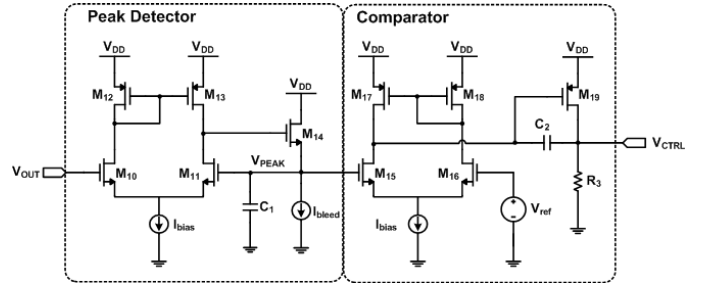 Peak Detector
Comparator
VDD VDD VDD VDD VDD VDD
M12 M13 M14 M17 M18 M19
C2
VCTRL
VOUT M10 M11 VPEAK M15 M16 R3
Ibias C1 Ibleed Ibias + - Vref